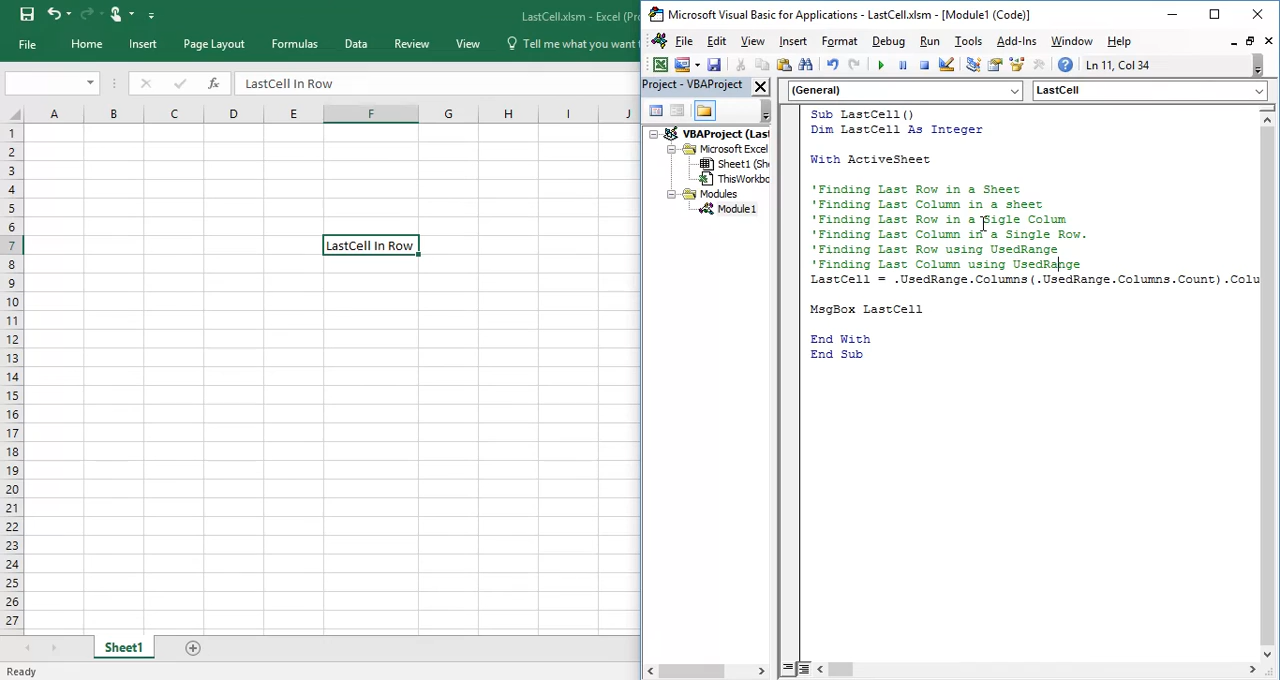 LastCell.xlsm - Excel (Pro
File Home Insert Page Layout Formulas Data Review View Tell me what you want
fx LastCell In Row
A B C D E F G H I J
1
2
3
4
5
6
7 LastCell In Row
8
9
10
11
12
13
14
15
16
17
18
19
20
21
22
23
24
25
26
27
Sheet1
Ready
Microsoft Visual Basic for Applications - LastCell.xlsm - [Module1 (Code)]
File Edit View Insert Format Debug Run Tools Add-Ins Window Help
Ln 11, Col 34
Project - VBAProject
VBAProject (Las
Microsoft Excel
Sheet1 (Sh
ThisWorkbo
Modules
Module1
(General) LastCell
Sub LastCell()
Dim LastCell As Integer
With ActiveSheet
'Finding Last Row in a Sheet
'Finding Last Column in a sheet
'Finding Last Row in a Sigle Colum
'Finding Last Column in a Single Row.
'Finding Last Row using UsedRange
'Finding Last Column using UsedRange
LastCell = .UsedRange.Columns(.UsedRange.Columns.Count).Colu
MsgBox LastCell
End With
End Sub